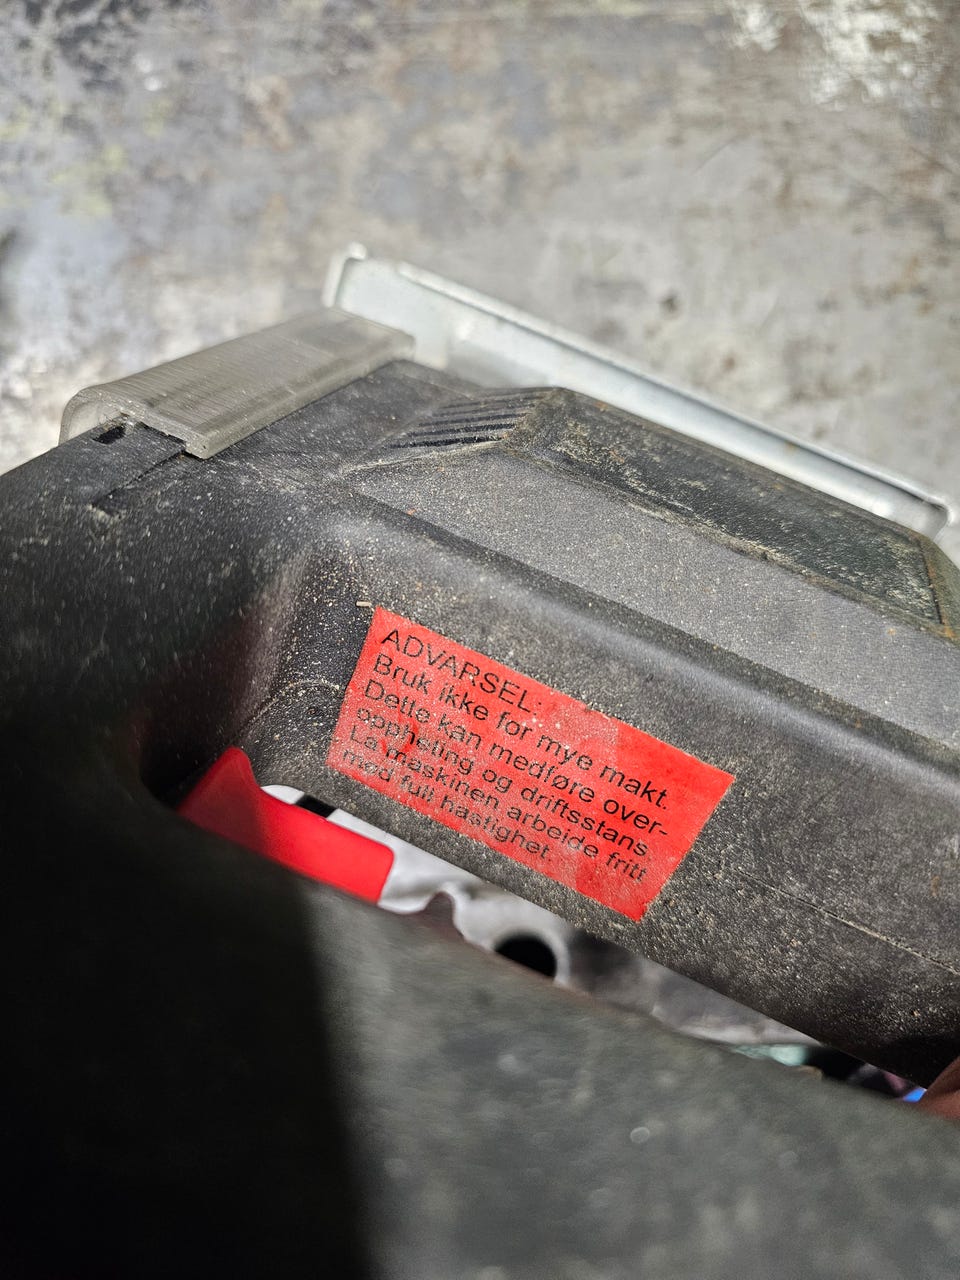 ADVARSEL:
Bruk ikke for mye makt.
Dette kan medføre over-
oppheting og driftsstans
La maskinen arbeide fritt
med full hastighet.